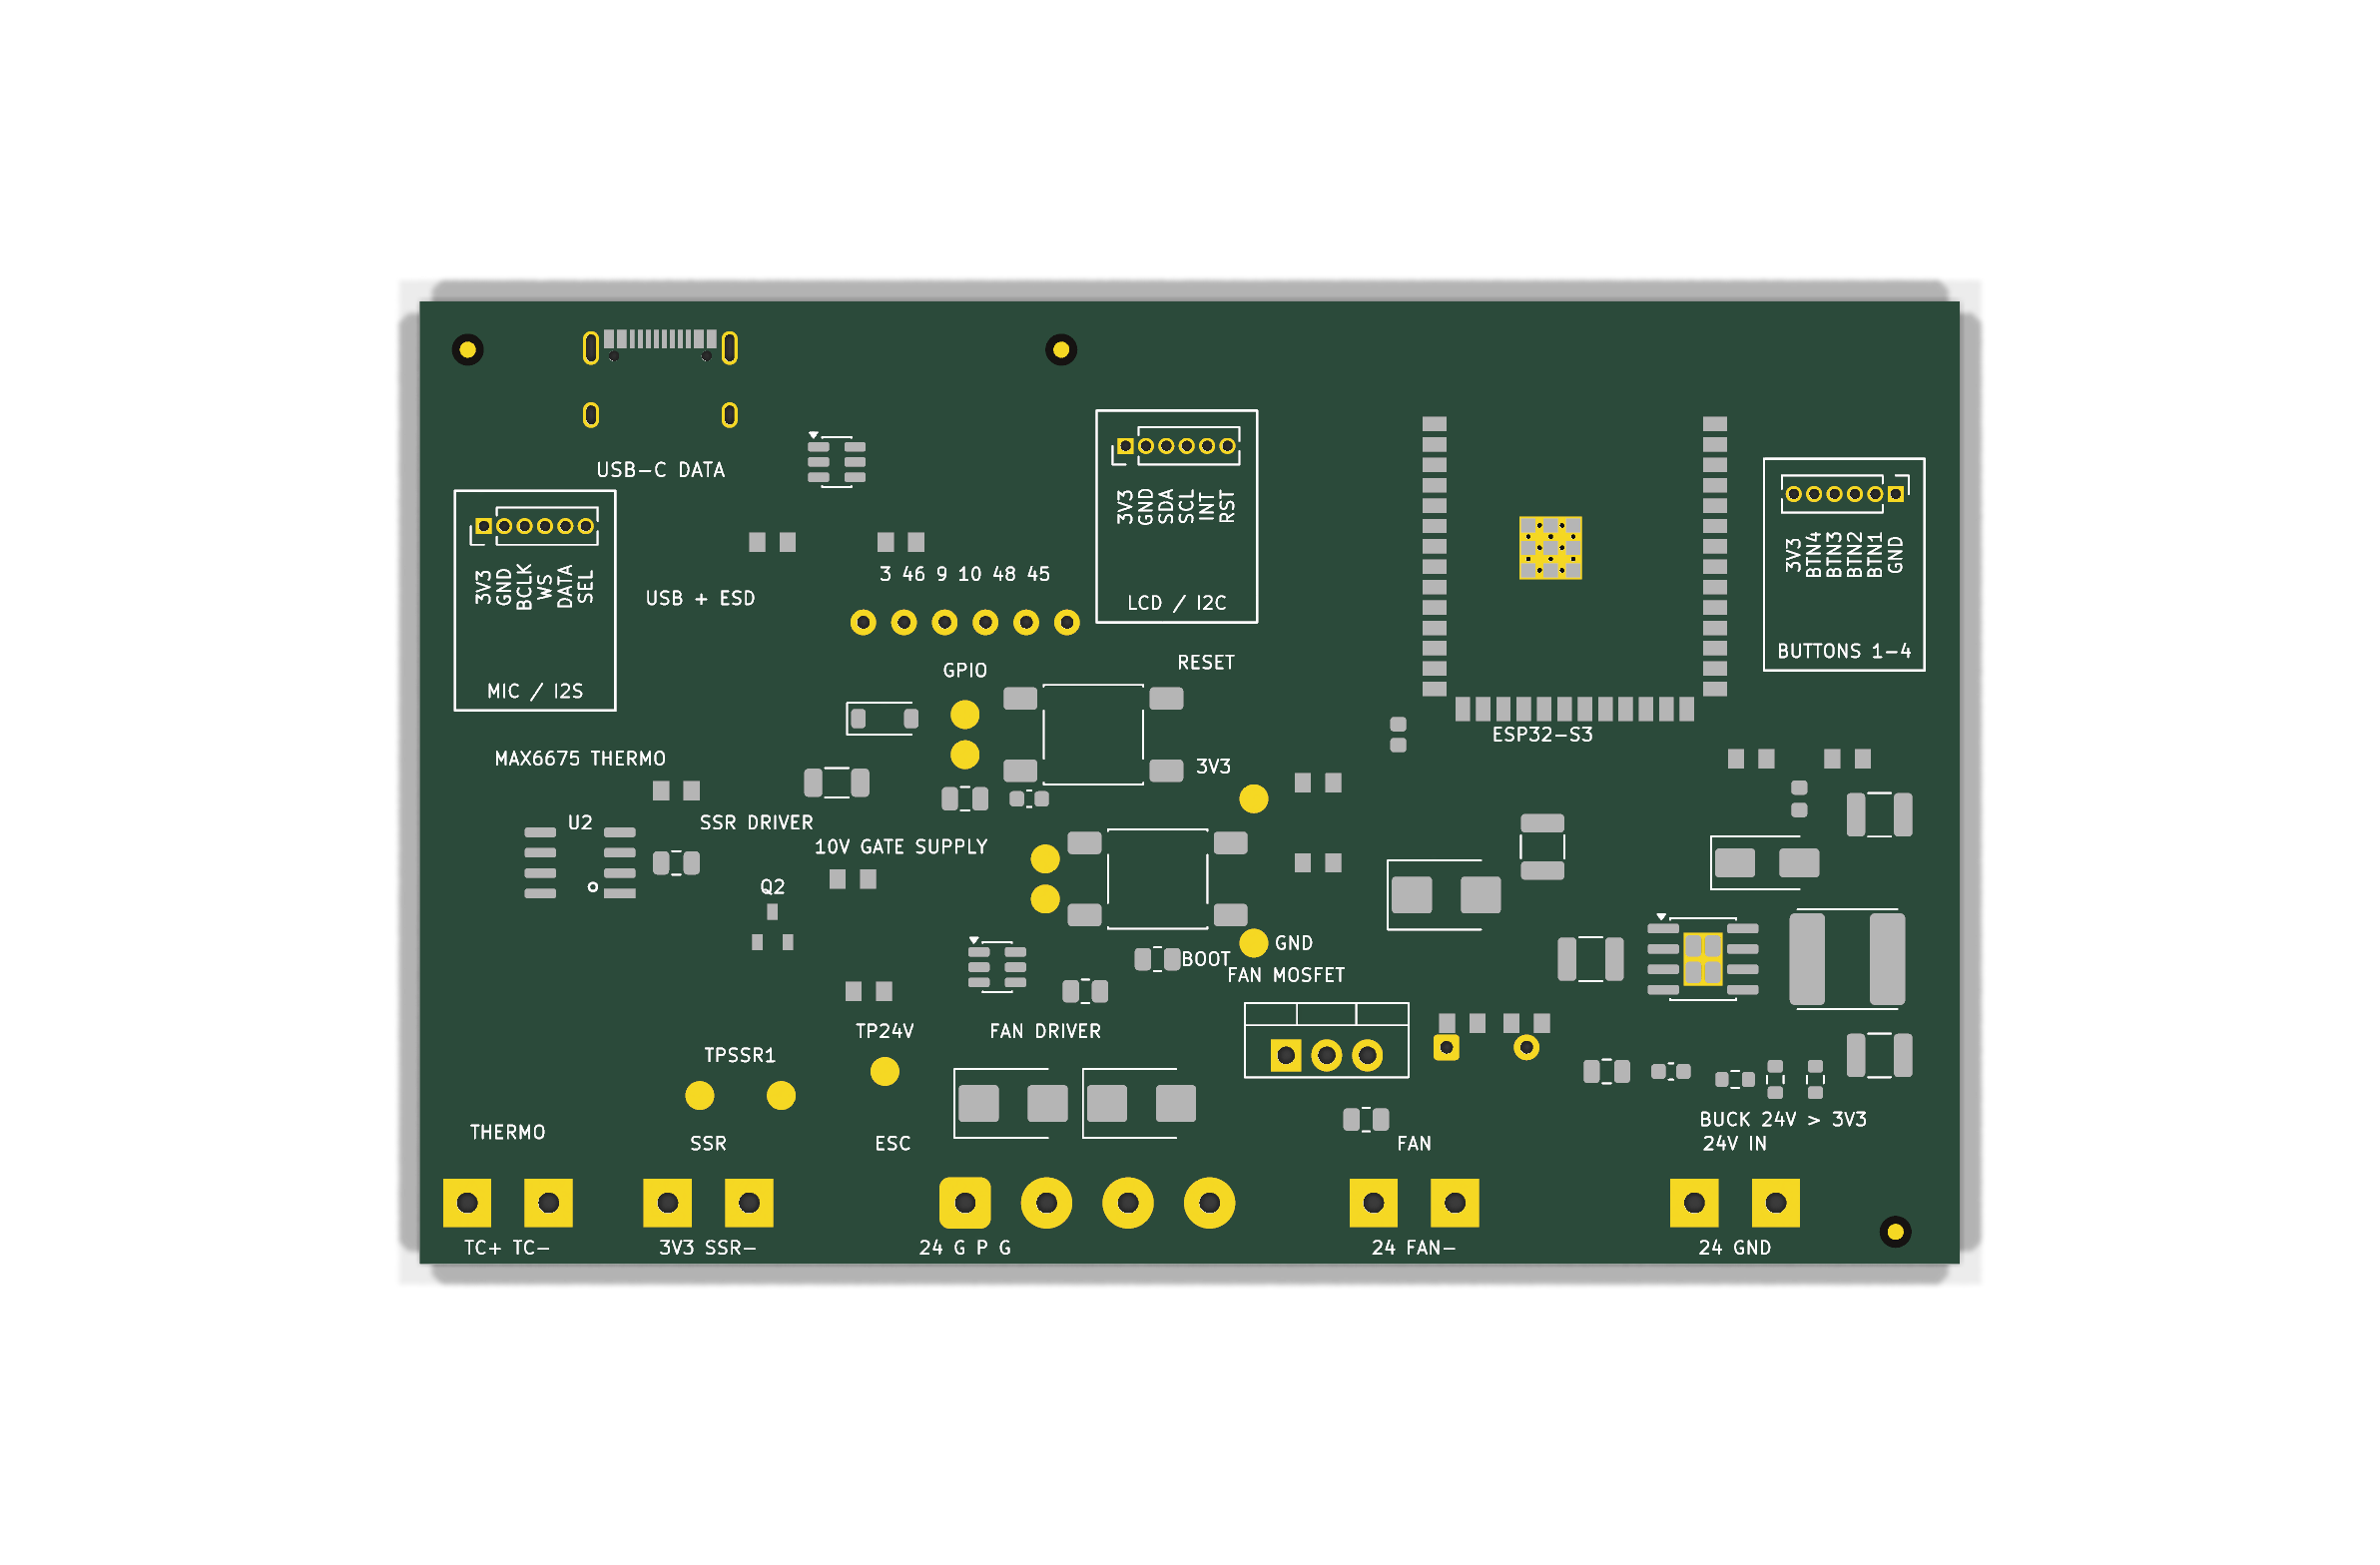 USB-C DATA
3V3
GND
BCLK
WS
DATA
SEL
MIC / I2S
USB + ESD
3 46 9 10 48 45
GPIO
3V3
GND
SDA
SCL
INT
RST
LCD / I2C
RESET
3V3
BTN4
BTN3
BTN2
BTN1
GND
BUTTONS 1-4
ESP32-S3
MAX6675 THERMO
3V3
U2
SSR DRIVER
10V GATE SUPPLY
Q2
GND
BOOT
FAN MOSFET
TP24V
FAN DRIVER
TPSSR1
BUCK 24V > 3V3
THERMO
SSR
ESC
FAN
24V IN
TC+ TC-
3V3 SSR-
24 G P G
24 FAN-
24 GND